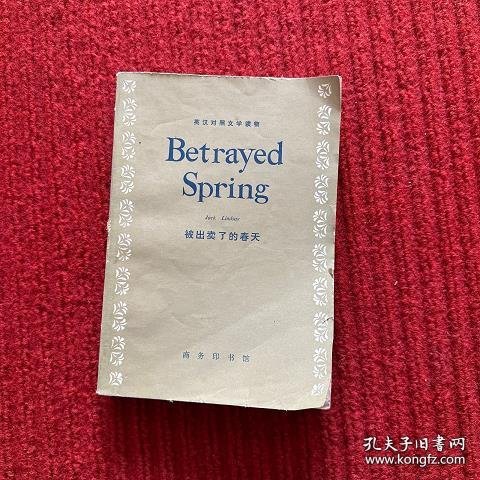 英汉对照文学读物
Betrayed
Spring
Jack Lindsay
被出卖了的春天
商务印书馆
孔夫子旧书网
www.kongfz.com